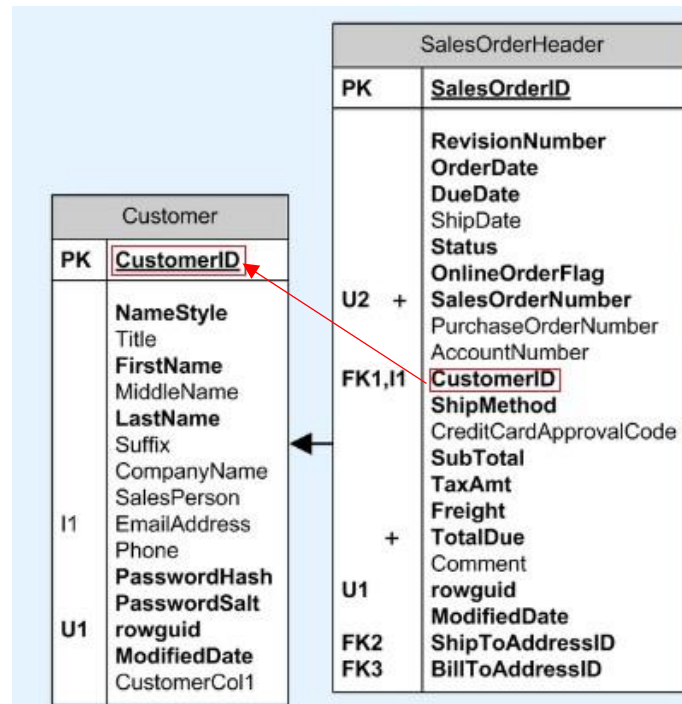 Customer
PK CustomerID
NameStyle
Title
FirstName
MiddleName
LastName
Suffix
CompanyName
SalesPerson
I1 EmailAddress
Phone
PasswordHash
PasswordSalt
U1 rowguid
ModifiedDate
CustomerCol1
SalesOrderHeader
PK SalesOrderID
RevisionNumber
OrderDate
DueDate
ShipDate
Status
OnlineOrderFlag
U2 + SalesOrderNumber
PurchaseOrderNumber
AccountNumber
FK1,I1 CustomerID
ShipMethod
CreditCardApprovalCode
SubTotal
TaxAmt
Freight
+ TotalDue
Comment
U1 rowguid
ModifiedDate
FK2 ShipToAddressID
FK3 BillToAddressID